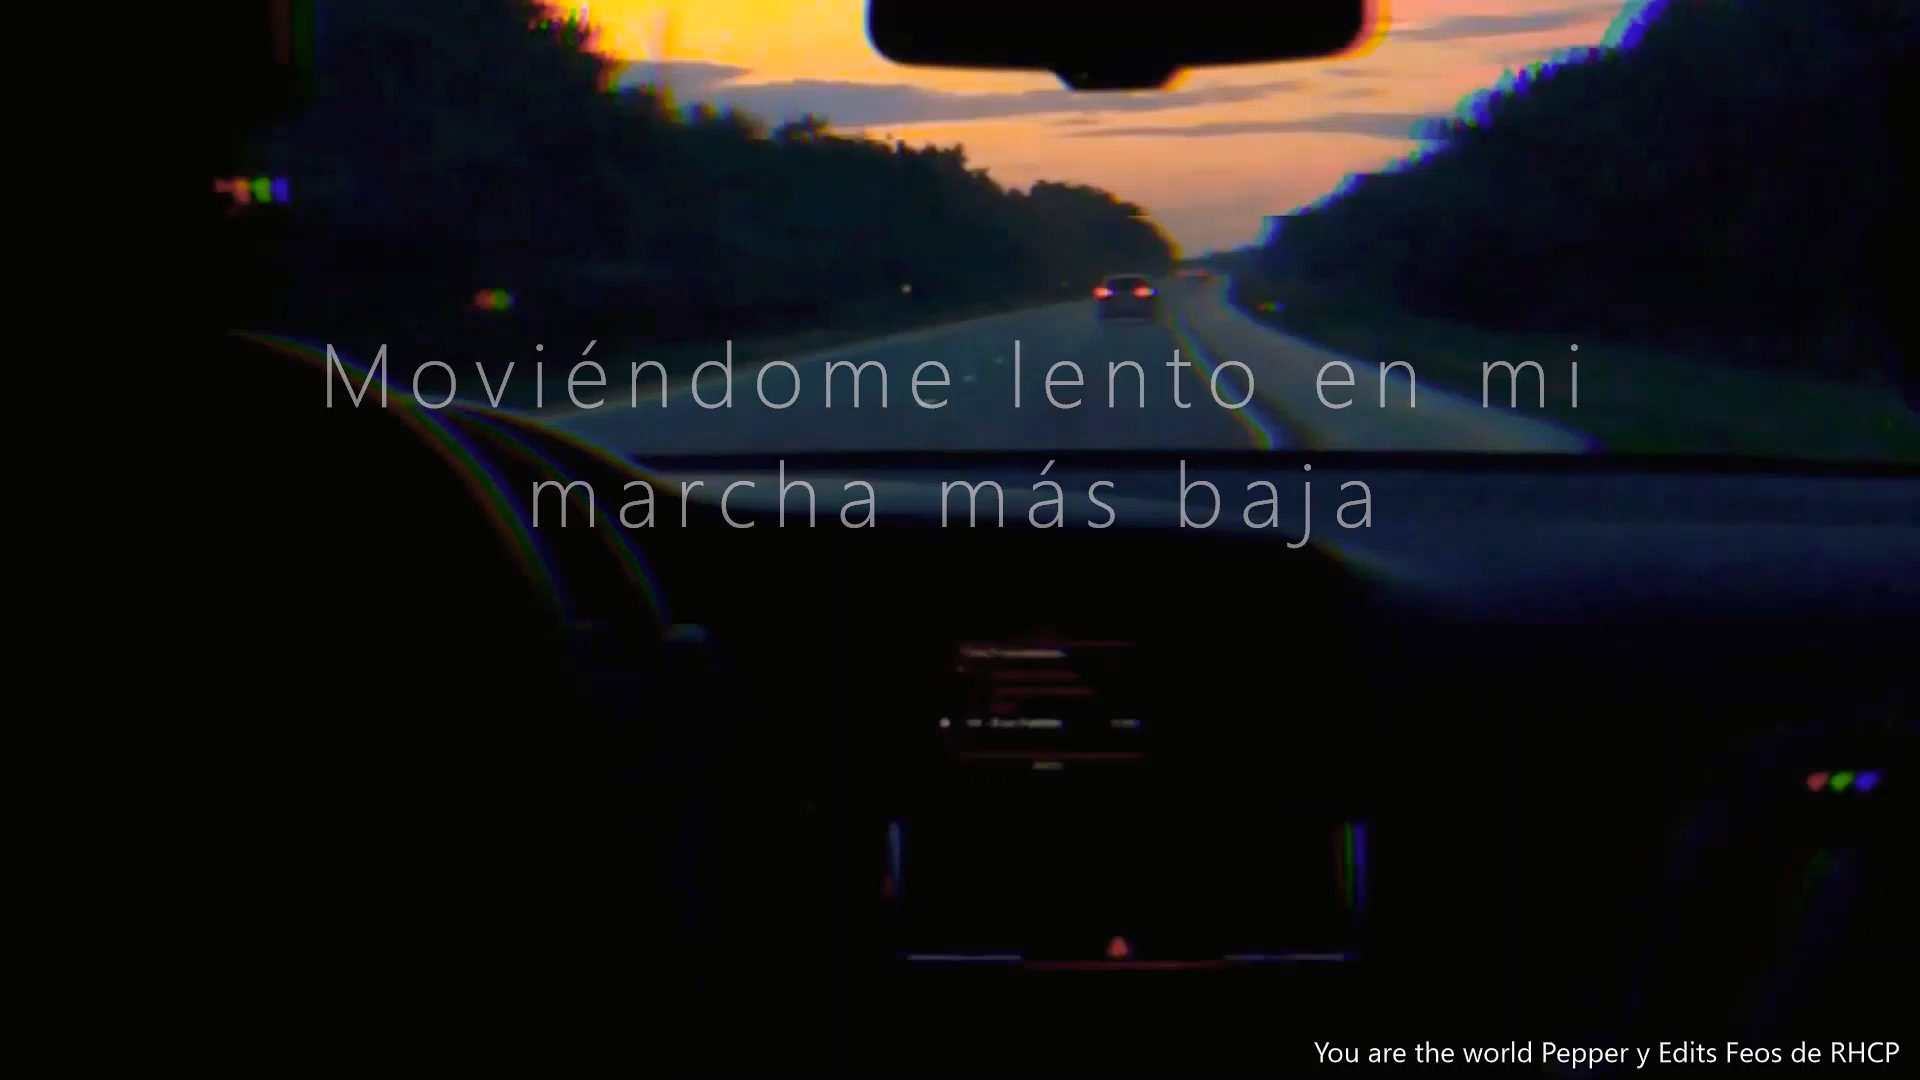 Moviéndome lento en mi
marcha más baja
You are the world Pepper y Edits Feos de RHCP